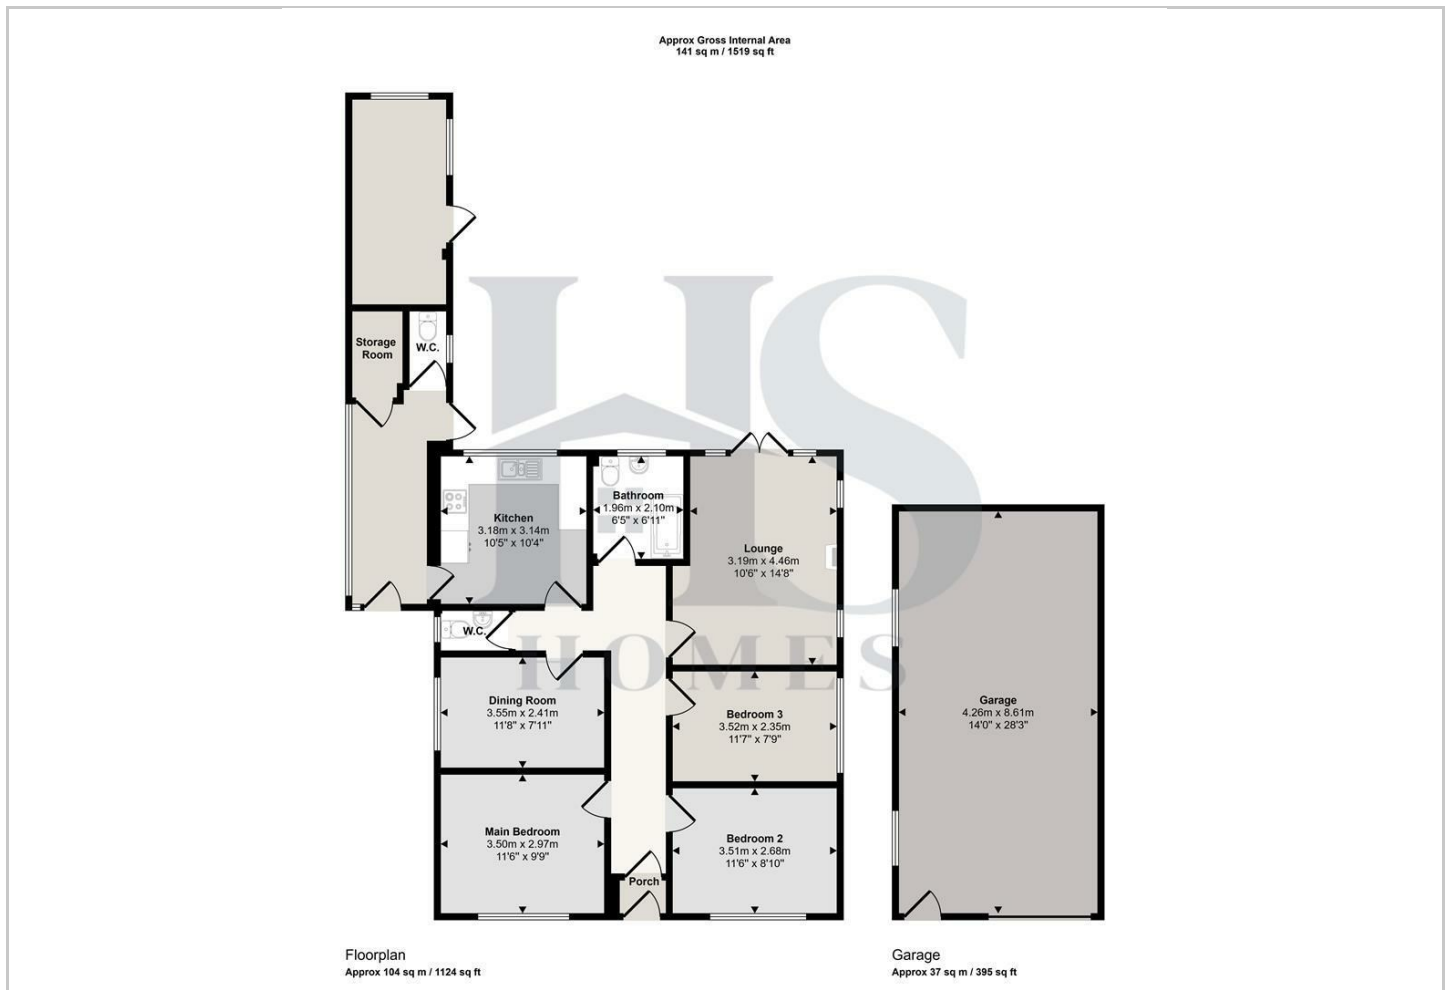 Approx Gross Internal Area
141 sq m / 1519 sq ft
Storage
Room
W.C.
Kitchen
3.18m x 3.14m
10'5" x 10'4"
Bathroom
1.96m x 2.10m
6'5" x 6'11"
Lounge
3.19m x 4.46m
10'6" x 14'8"
W.C.
HS
HOMES
Dining Room
3.55m x 2.41m
11'8" x 7'11"
Bedroom 3
3.52m x 2.35m
11'7" x 7'9"
Garage
4.26m x 8.61m
14'0" x 28'3"
Main Bedroom
3.50m x 2.97m
11'6" x 9'9"
Bedroom 2
3.51m x 2.68m
11'6" x 8'10"
Porch
Floorplan
Approx 104 sq m / 1124 sq ft
Garage
Approx 37 sq m / 395 sq ft